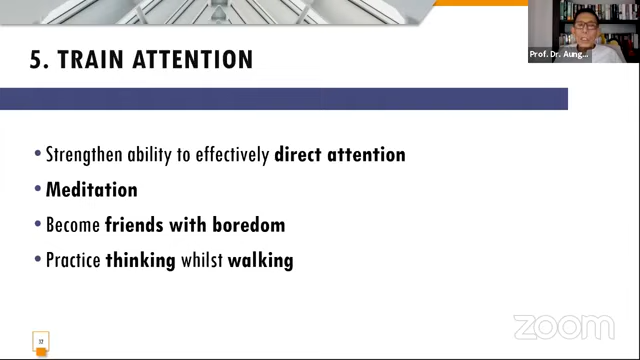 5. TRAIN ATTENTION
Prof. Dr. Aung...
• Strengthen ability to effectively direct attention
• Meditation
• Become friends with boredom
• Practice thinking whilst walking
37
zoom